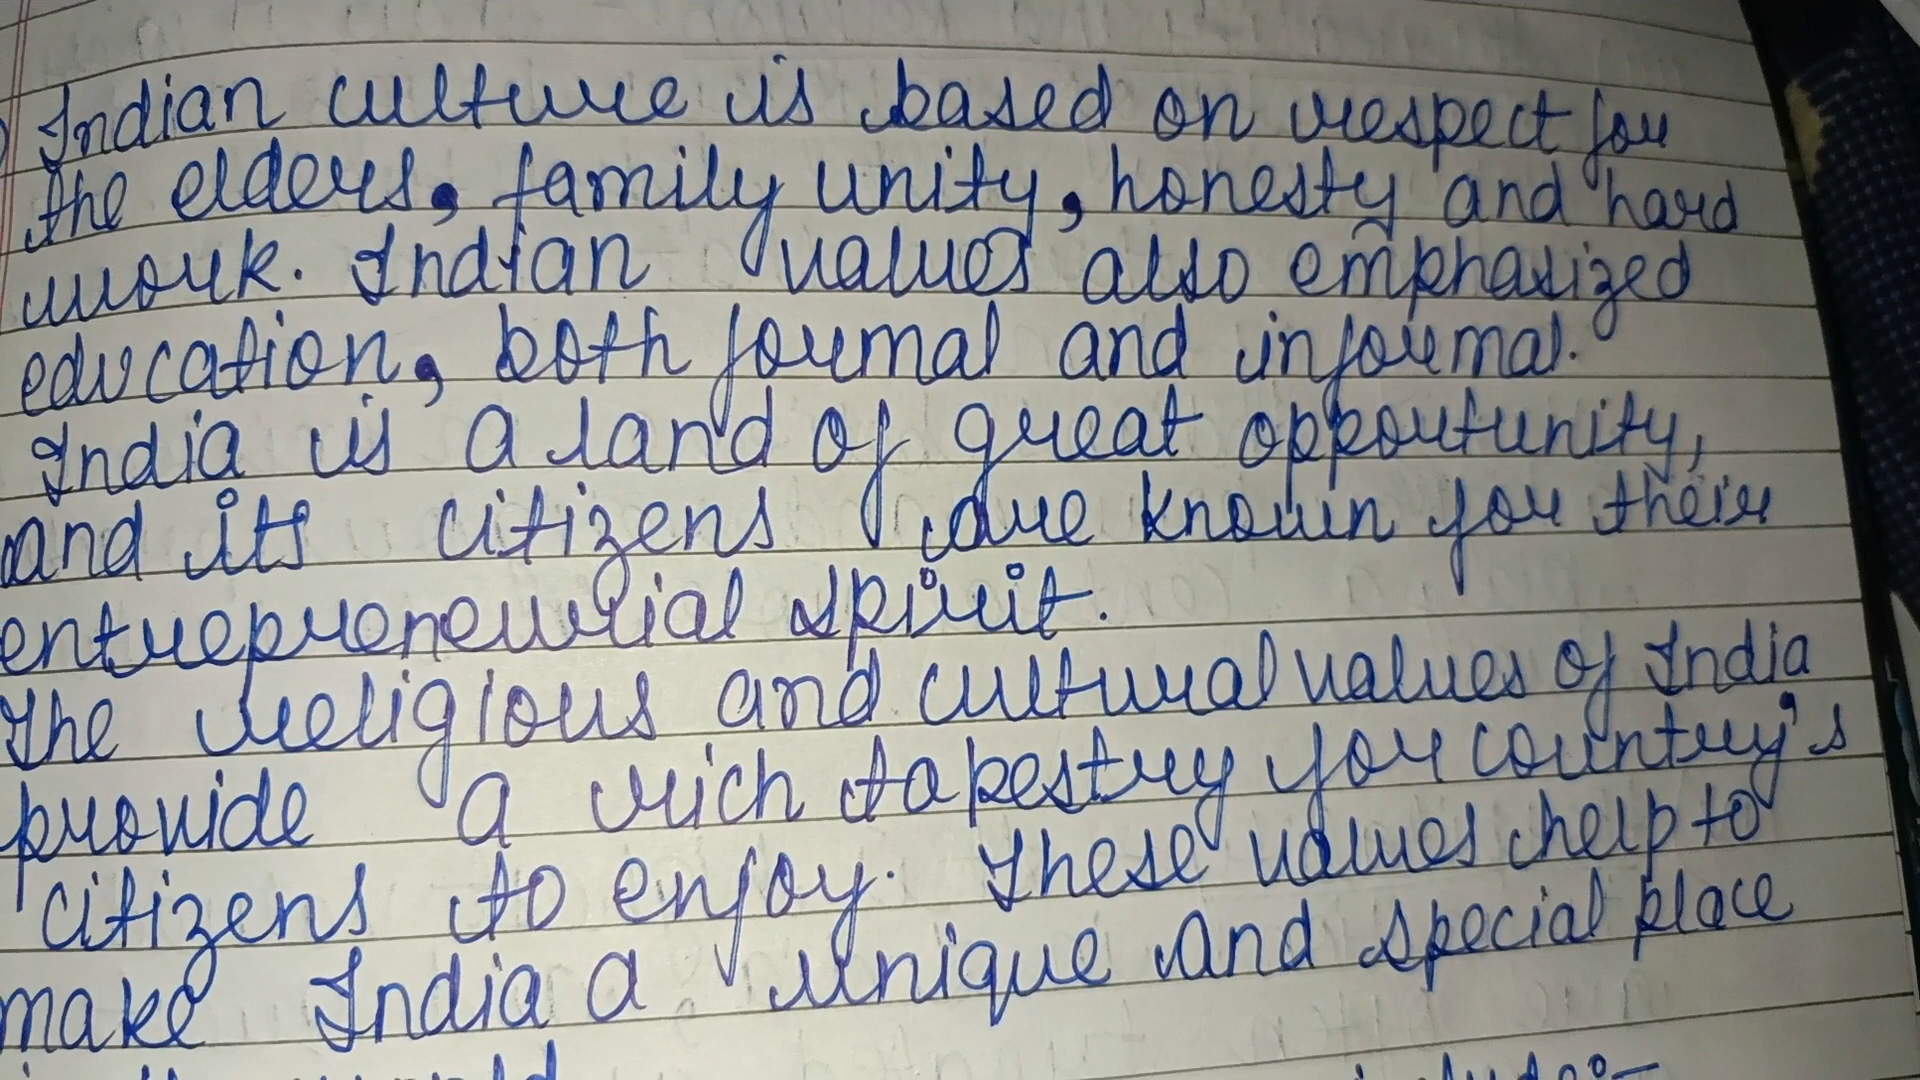 Indian culture is based on respect for
the elders, family unity, honesty and hard
work. Indian values also emphasized
education, both formal and informal.
India is a land of great opportunity,
and its citizens are known for their
entrepreneurial spirit.
The religious and cultural values of India
provide a rich tapestry for country's
citizens to enjoy. These values help to
make India a unique and special place